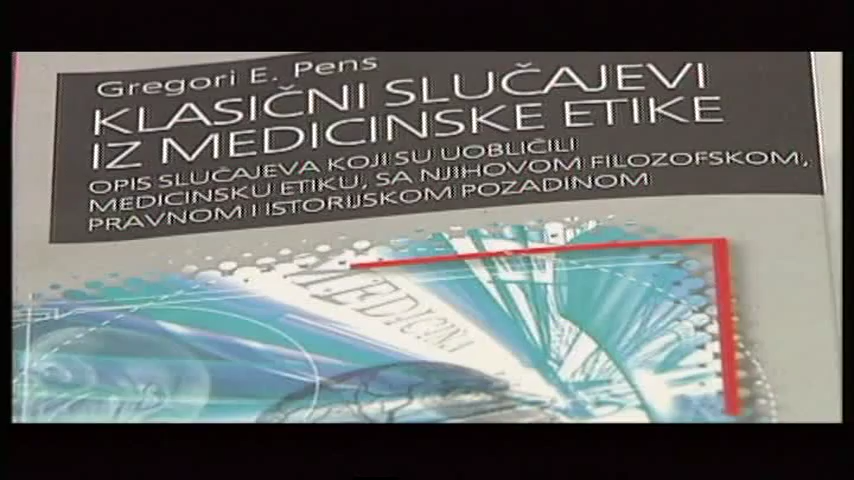 Gregori E. Pens
KLASIČNI SLUČAJEVI
IZ MEDICINSKE ETIKE
OPIS SLUČAJEVA KOJI SU UOBLIČILI
MEDICINSKU ETIKU, SA NJIHOVOM FILOZOFSKOM,
PRAVNOM I ISTORIJSKOM POZADINOM
MEDICINA